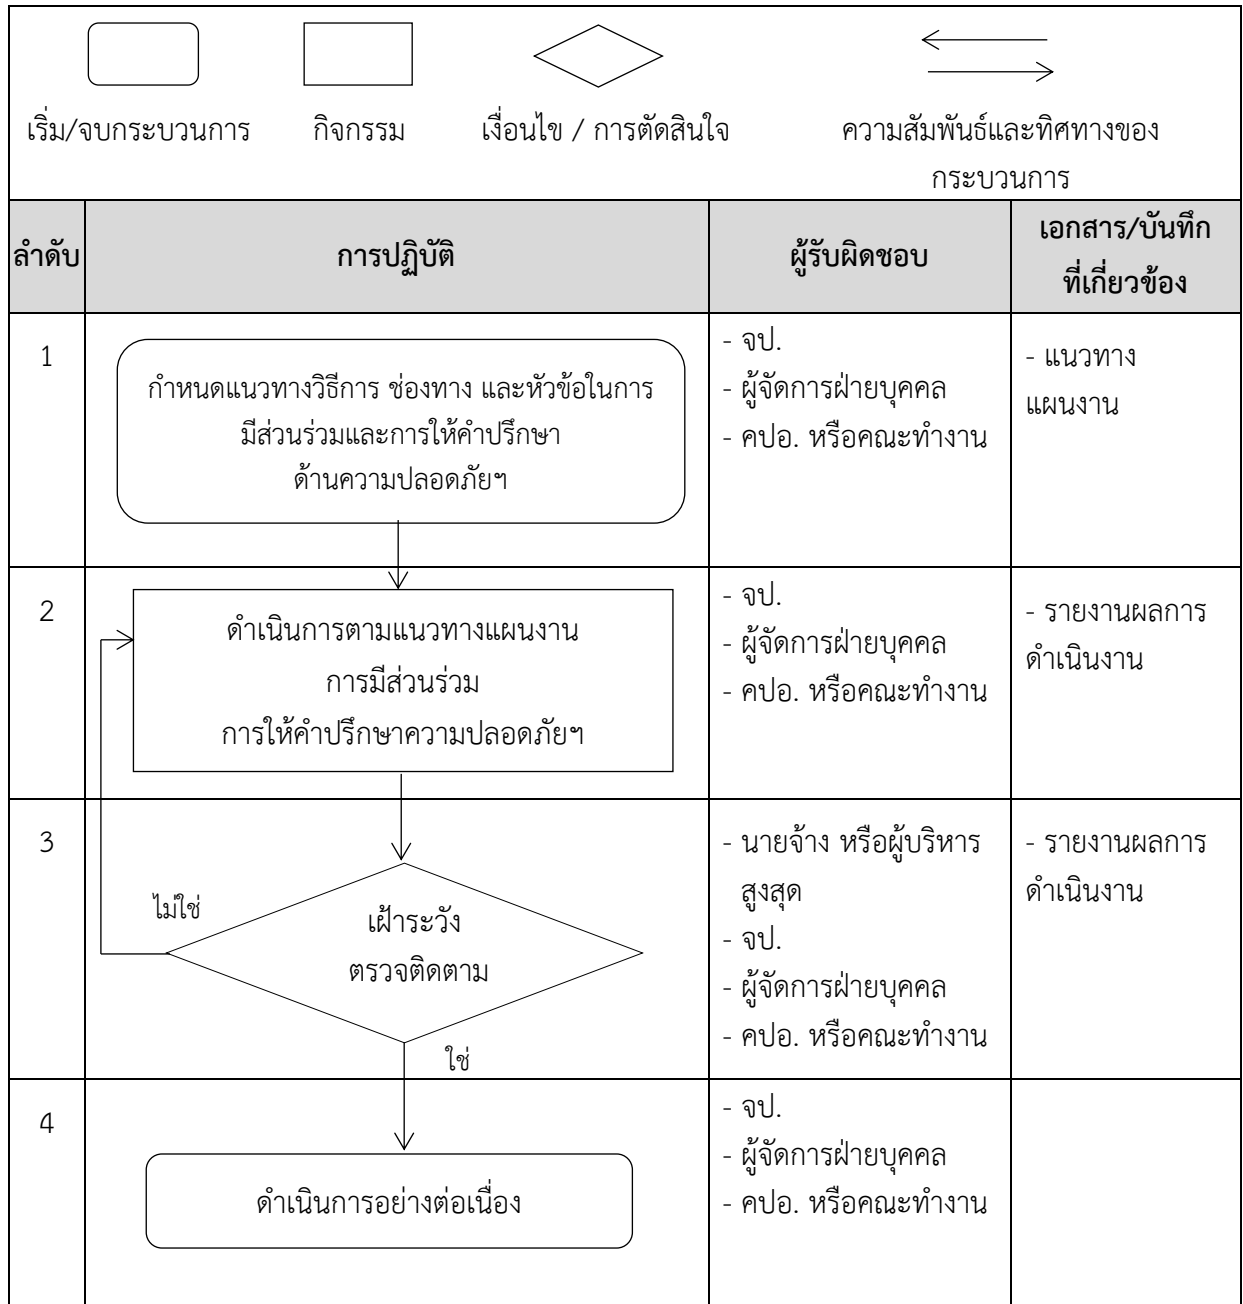 เริ่ม/จบกระบวนการ กิจกรรม เงื่อนไข / การตัดสินใจ ความสัมพันธ์และทิศทางของ
กระบวนการ
ลำดับ การปฏิบัติ ผู้รับผิดชอบ เอกสาร/บันทึก
ที่เกี่ยวข้อง
1
กำหนดแนวทางวิธีการ ช่องทาง และหัวข้อในการ
มีส่วนร่วมและการให้คำปรึกษา
ด้านความปลอดภัยฯ
- จป.
- ผู้จัดการฝ่ายบุคคล
- คปอ. หรือคณะทำงาน
- แนวทาง
แผนงาน
2
ดำเนินการตามแนวทางแผนงาน
การมีส่วนร่วม
การให้คำปรึกษาความปลอดภัยฯ
- จป.
- ผู้จัดการฝ่ายบุคคล
- คปอ. หรือคณะทำงาน
- รายงานผลการ
ดำเนินงาน
3
ไม่ใช่
เฝ้าระวัง
ตรวจติดตาม
ใช่
- นายจ้าง หรือผู้บริหาร
สูงสุด
- จป.
- ผู้จัดการฝ่ายบุคคล
- คปอ. หรือคณะทำงาน
- รายงานผลการ
ดำเนินงาน
4
ดำเนินการอย่างต่อเนื่อง
- จป.
- ผู้จัดการฝ่ายบุคคล
- คปอ. หรือคณะทำงาน